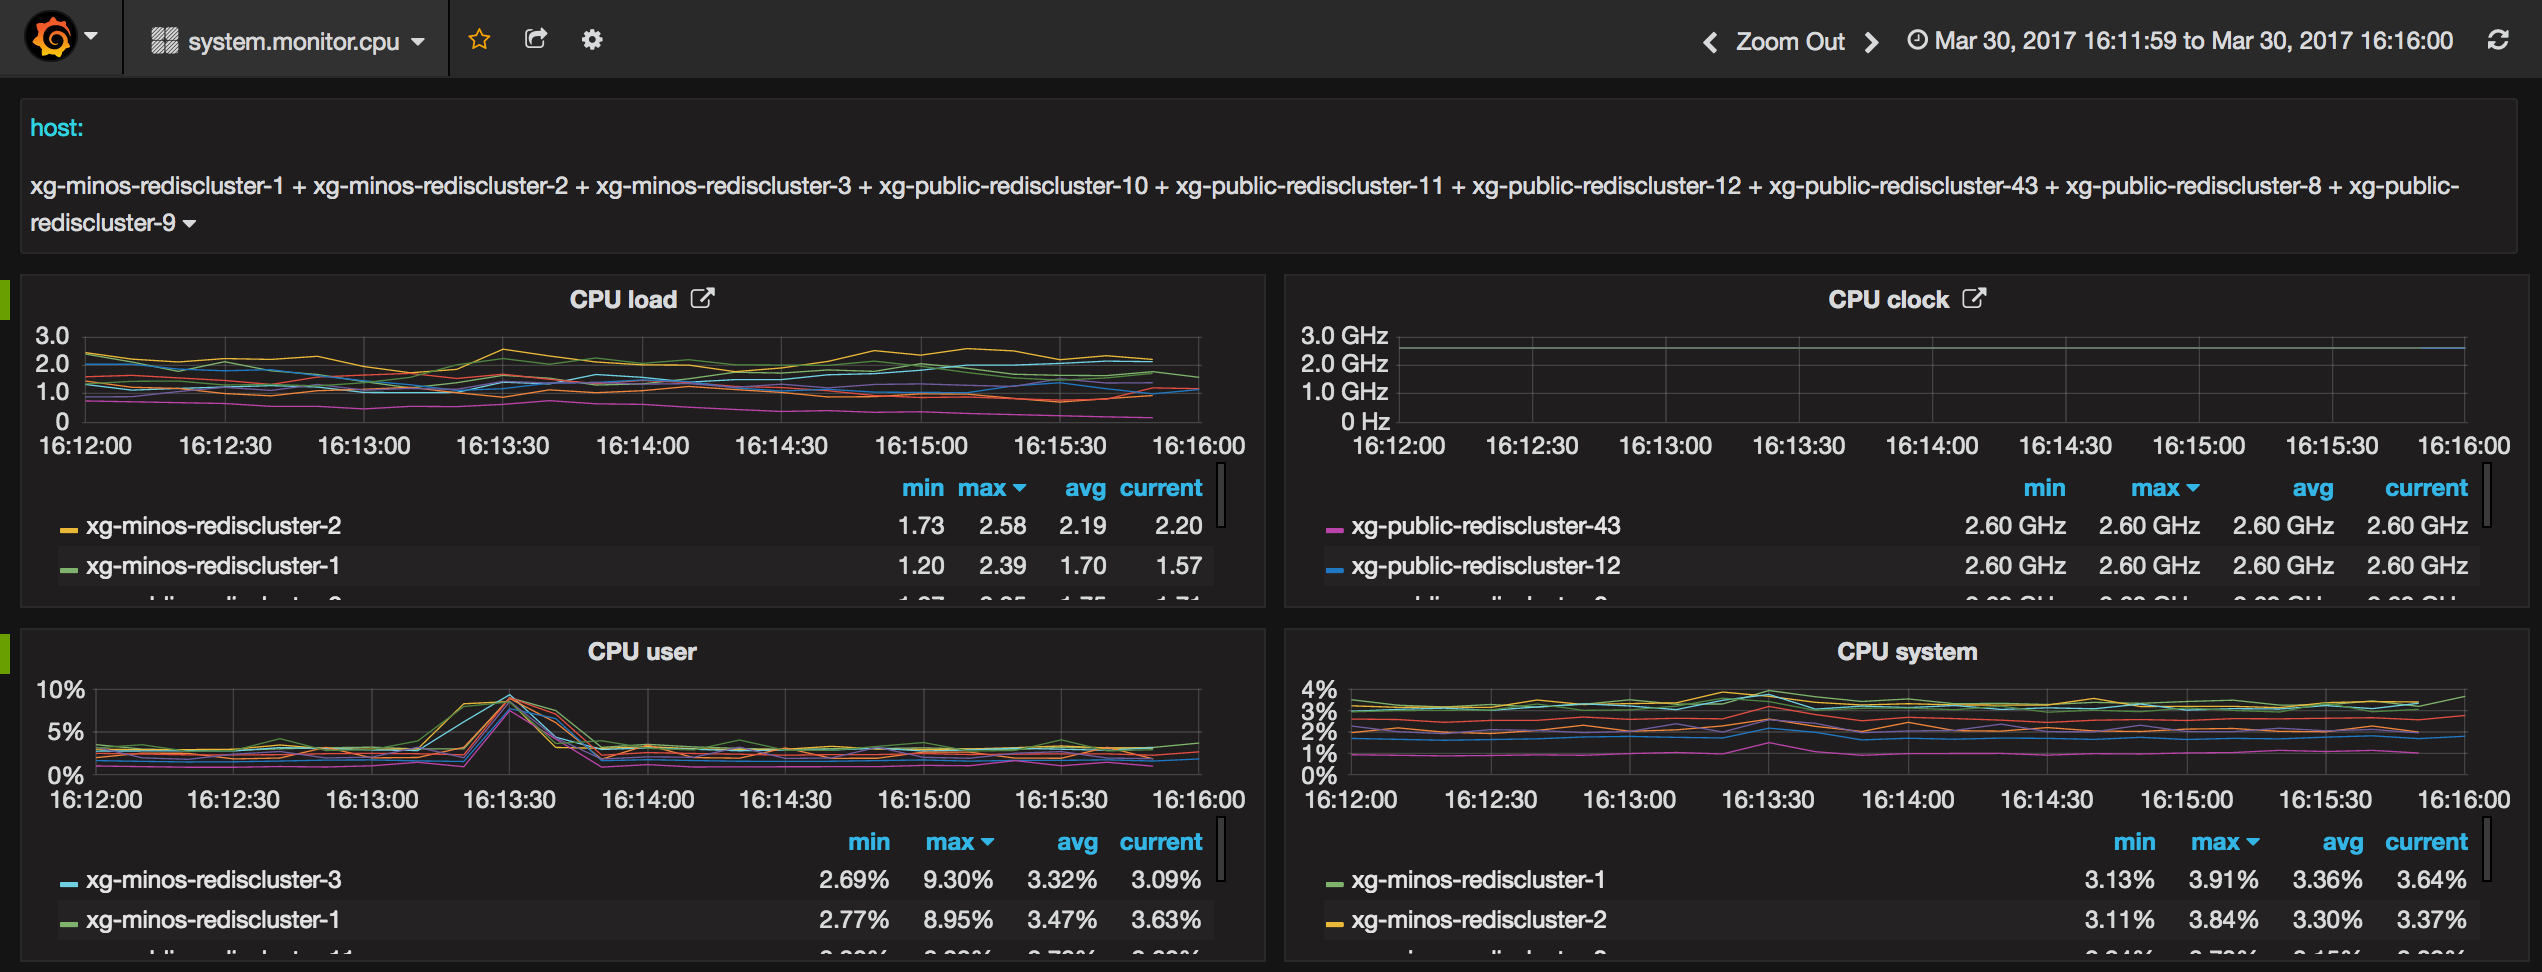 system.monitor.cpu
Zoom Out
Mar 30, 2017 16:11:59 to Mar 30, 2017 16:16:00
host:
xg-minos-rediscluster-1 + xg-minos-rediscluster-2 + xg-minos-rediscluster-3 + xg-public-rediscluster-10 + xg-public-rediscluster-11 + xg-public-rediscluster-12 + xg-public-rediscluster-43 + xg-public-rediscluster-8 + xg-public-
rediscluster-9
CPU load
3.0
2.0
1.0
0
16:12:00 16:12:30 16:13:00 16:13:30 16:14:00 16:14:30 16:15:00 16:15:30 16:16:00
min max avg current
xg-minos-rediscluster-2 1.73 2.58 2.19 2.20
xg-minos-rediscluster-1 1.20 2.39 1.70 1.57
CPU clock
3.0 GHz
2.0 GHz
1.0 GHz
0 Hz
16:12:00 16:12:30 16:13:00 16:13:30 16:14:00 16:14:30 16:15:00 16:15:30 16:16:00
min max avg current
xg-public-rediscluster-43 2.60 GHz 2.60 GHz 2.60 GHz 2.60 GHz
xg-public-rediscluster-12 2.60 GHz 2.60 GHz 2.60 GHz 2.60 GHz
CPU user
10%
5%
0%
16:12:00 16:12:30 16:13:00 16:13:30 16:14:00 16:14:30 16:15:00 16:15:30 16:16:00
min max avg current
xg-minos-rediscluster-3 2.69% 9.30% 3.32% 3.09%
xg-minos-rediscluster-1 2.77% 8.95% 3.47% 3.63%
CPU system
4%
3%
2%
1%
0%
16:12:00 16:12:30 16:13:00 16:13:30 16:14:00 16:14:30 16:15:00 16:15:30 16:16:00
min max avg current
xg-minos-rediscluster-1 3.13% 3.91% 3.36% 3.64%
xg-minos-rediscluster-2 3.11% 3.84% 3.30% 3.37%